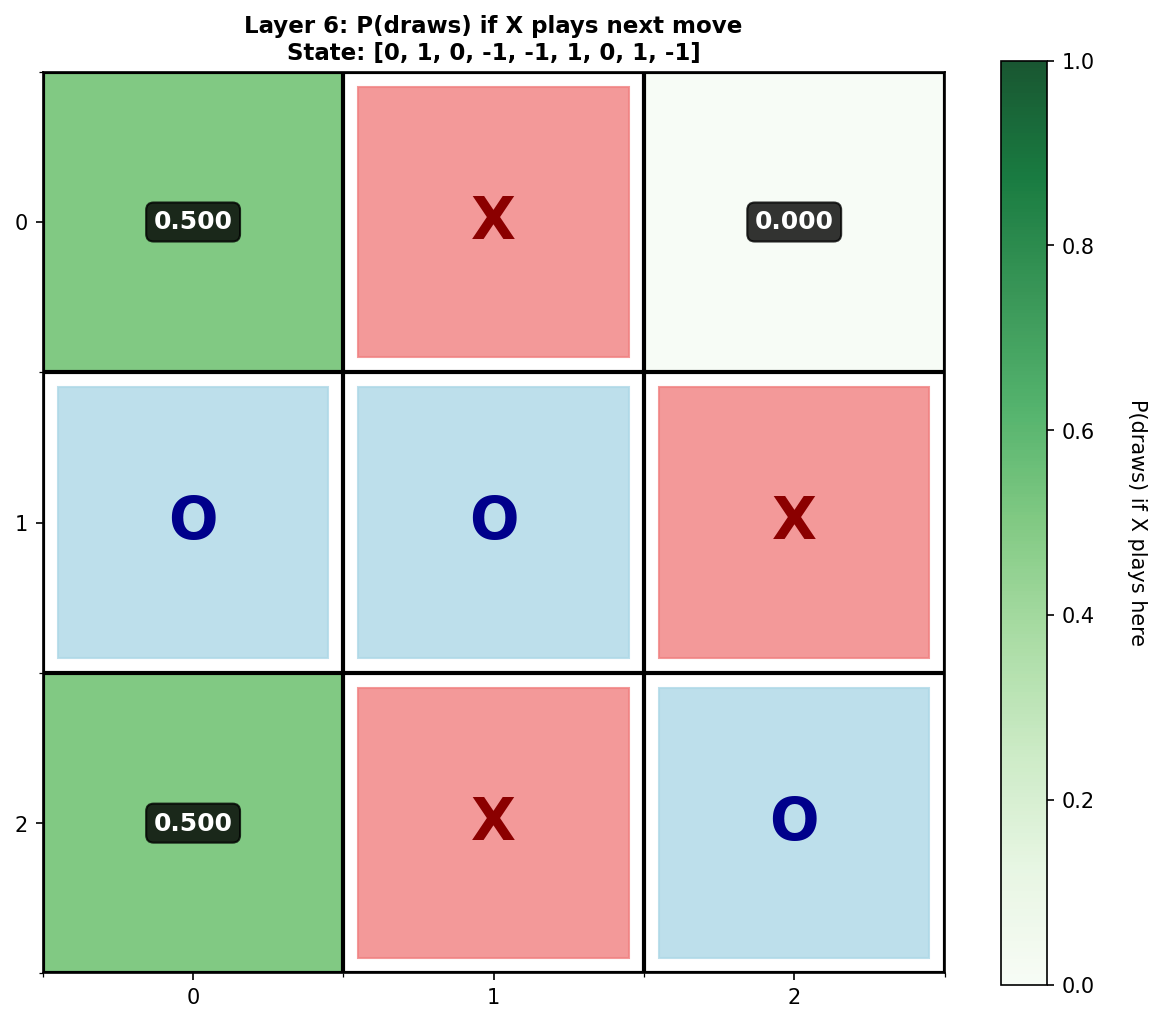 Layer 6: P(draws) if X plays next move
State: [0, 1, 0, -1, -1, 1, 0, 1, -1]
0
0.500
X
0.000
1
O
O
X
2
0.500
X
O
0
1
2
1.0
0.8
0.6
0.4
0.2
0.0
P(draws) if X plays here